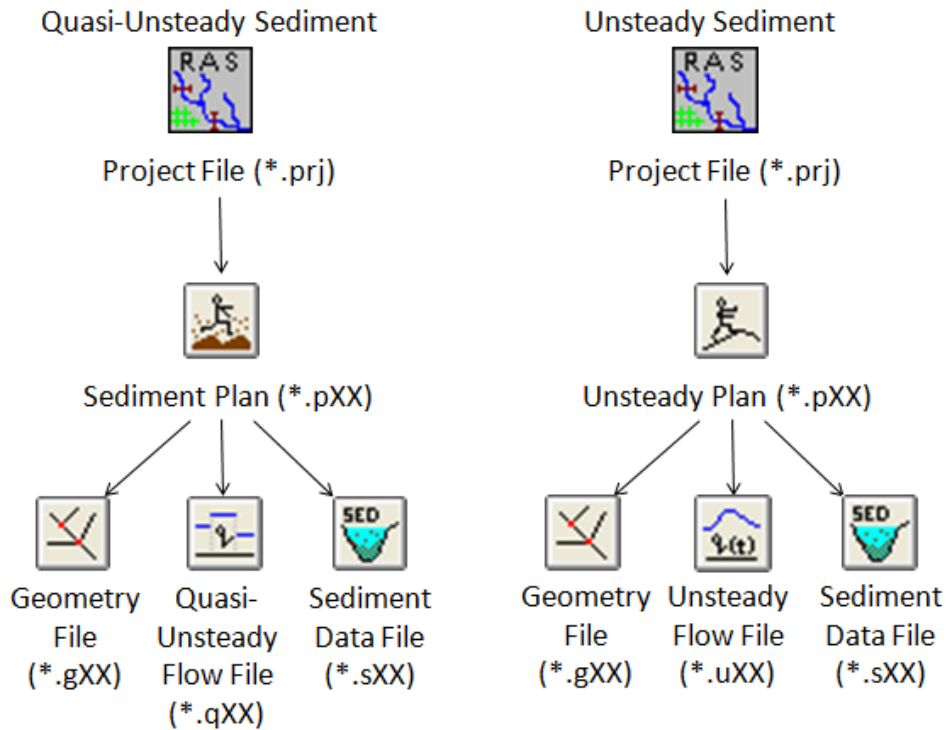 Quasi-Unsteady Sediment
RAS
Project File (*.prj)
Sediment Plan (*.pXX)
Geometry
File
(*.gXX)
q
Quasi-
Unsteady
Flow File
(*.qXX)
SED
Sediment
Data File
(*.sXX)
Unsteady Sediment
RAS
Project File (*.prj)
Unsteady Plan (*.pXX)
Geometry
File
(*.gXX)
q(t)
Unsteady
Flow File
(*.uXX)
SED
Sediment
Data File
(*.sXX)